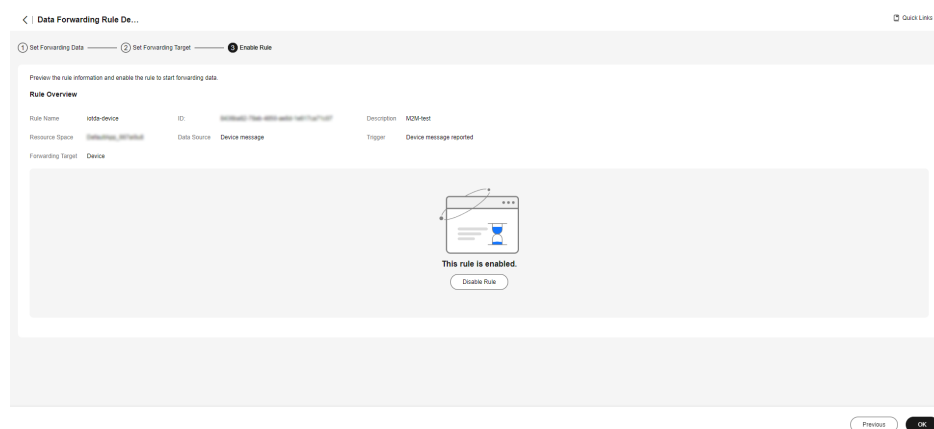 Data Forwarding Rule De...
Quick Links
1 Set Forwarding Data 2 Set Forwarding Target 3 Enable Rule
Preview the rule information and enable the rule to start forwarding data.
Rule Overview
Rule Name iotda-device ID: Description M2M-test
Resource Space Data Source Device message Trigger Device message reported
Forwarding Target Device
This rule is enabled.
Disable Rule
Previous OK